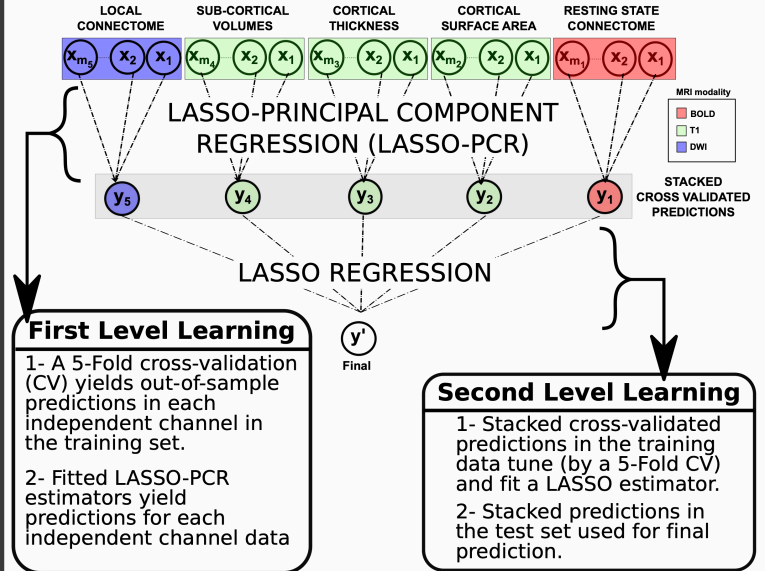 LOCAL
CONNECTOME
SUB-CORTICAL
VOLUMES
CORTICAL
THICKNESS
CORTICAL
SURFACE AREA
RESTING STATE
CONNECTOME
xm5 x2 x1
xm4 x2 x1
xm3 x2 x1
xm2 x2 x1
xm1 x2 x1
MRI modality
BOLD
T1
DWI
LASSO-PRINCIPAL COMPONENT
REGRESSION (LASSO-PCR)
y5 y4 y3 y2 y1
STACKED
CROSS VALIDATED
PREDICTIONS
LASSO REGRESSION
y'
Final
First Level Learning
1- A 5-Fold cross-validation
(CV) yields out-of-sample
predictions in each
independent channel in
the training set.
2- Fitted LASSO-PCR
estimators yield
predictions for each
independent channel data
Second Level Learning
1- Stacked cross-validated
predictions in the training
data tune (by a 5-Fold CV)
and fit a LASSO estimator.
2- Stacked predictions in
the test set used for final
prediction.